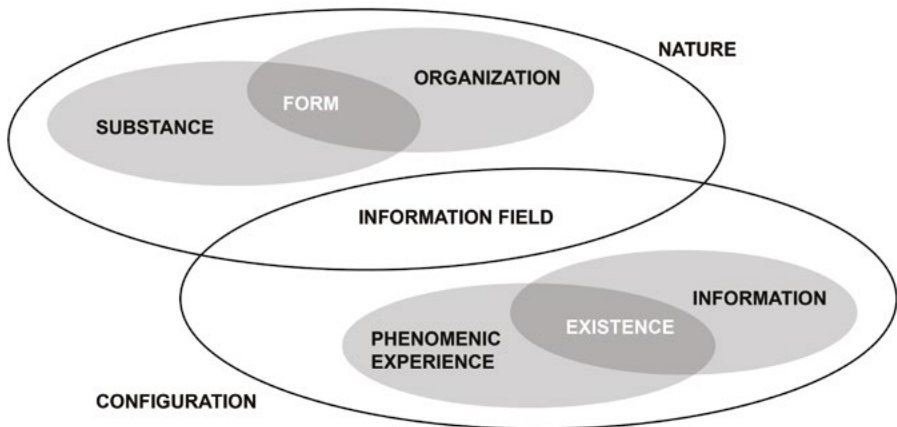 NATURE
ORGANIZATION
FORM
SUBSTANCE
INFORMATION FIELD
INFORMATION
EXISTENCE
PHENOMENIC
EXPERIENCE
CONFIGURATION